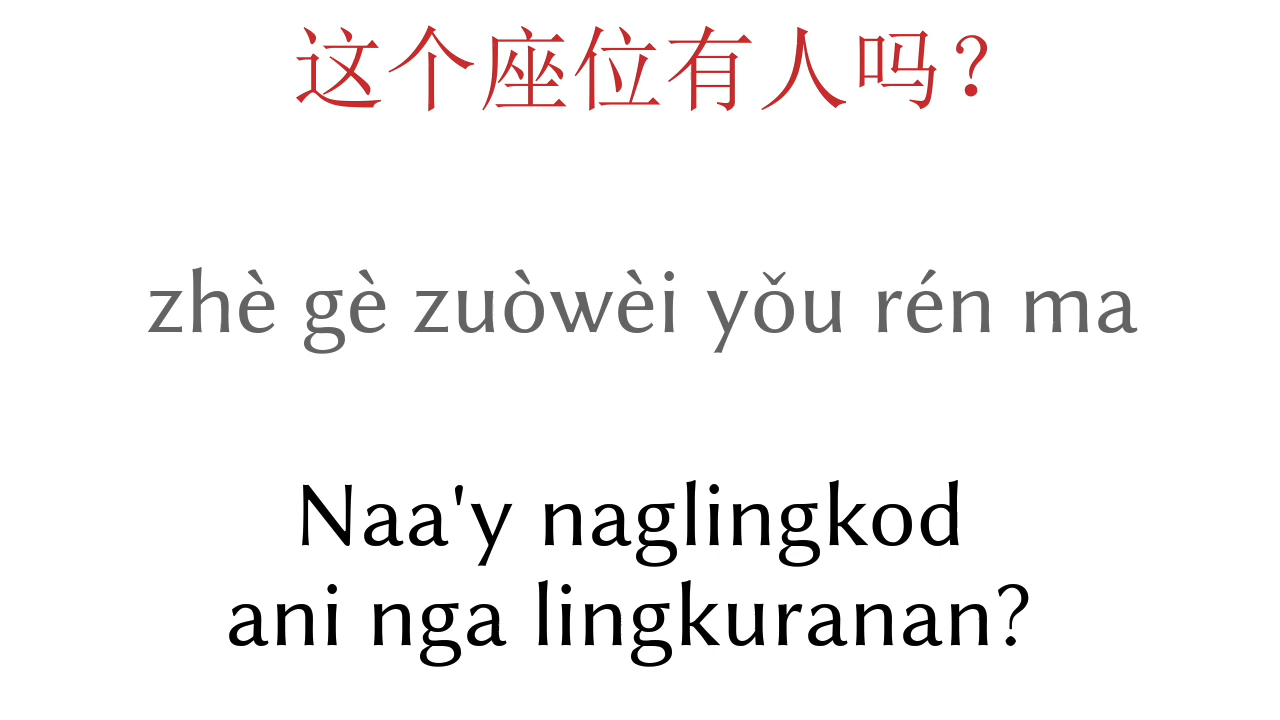 这个座位有人吗？
zhè gè zuòwèi yǒu rén ma
Naa'y naglingkod
ani nga lingkuranan?